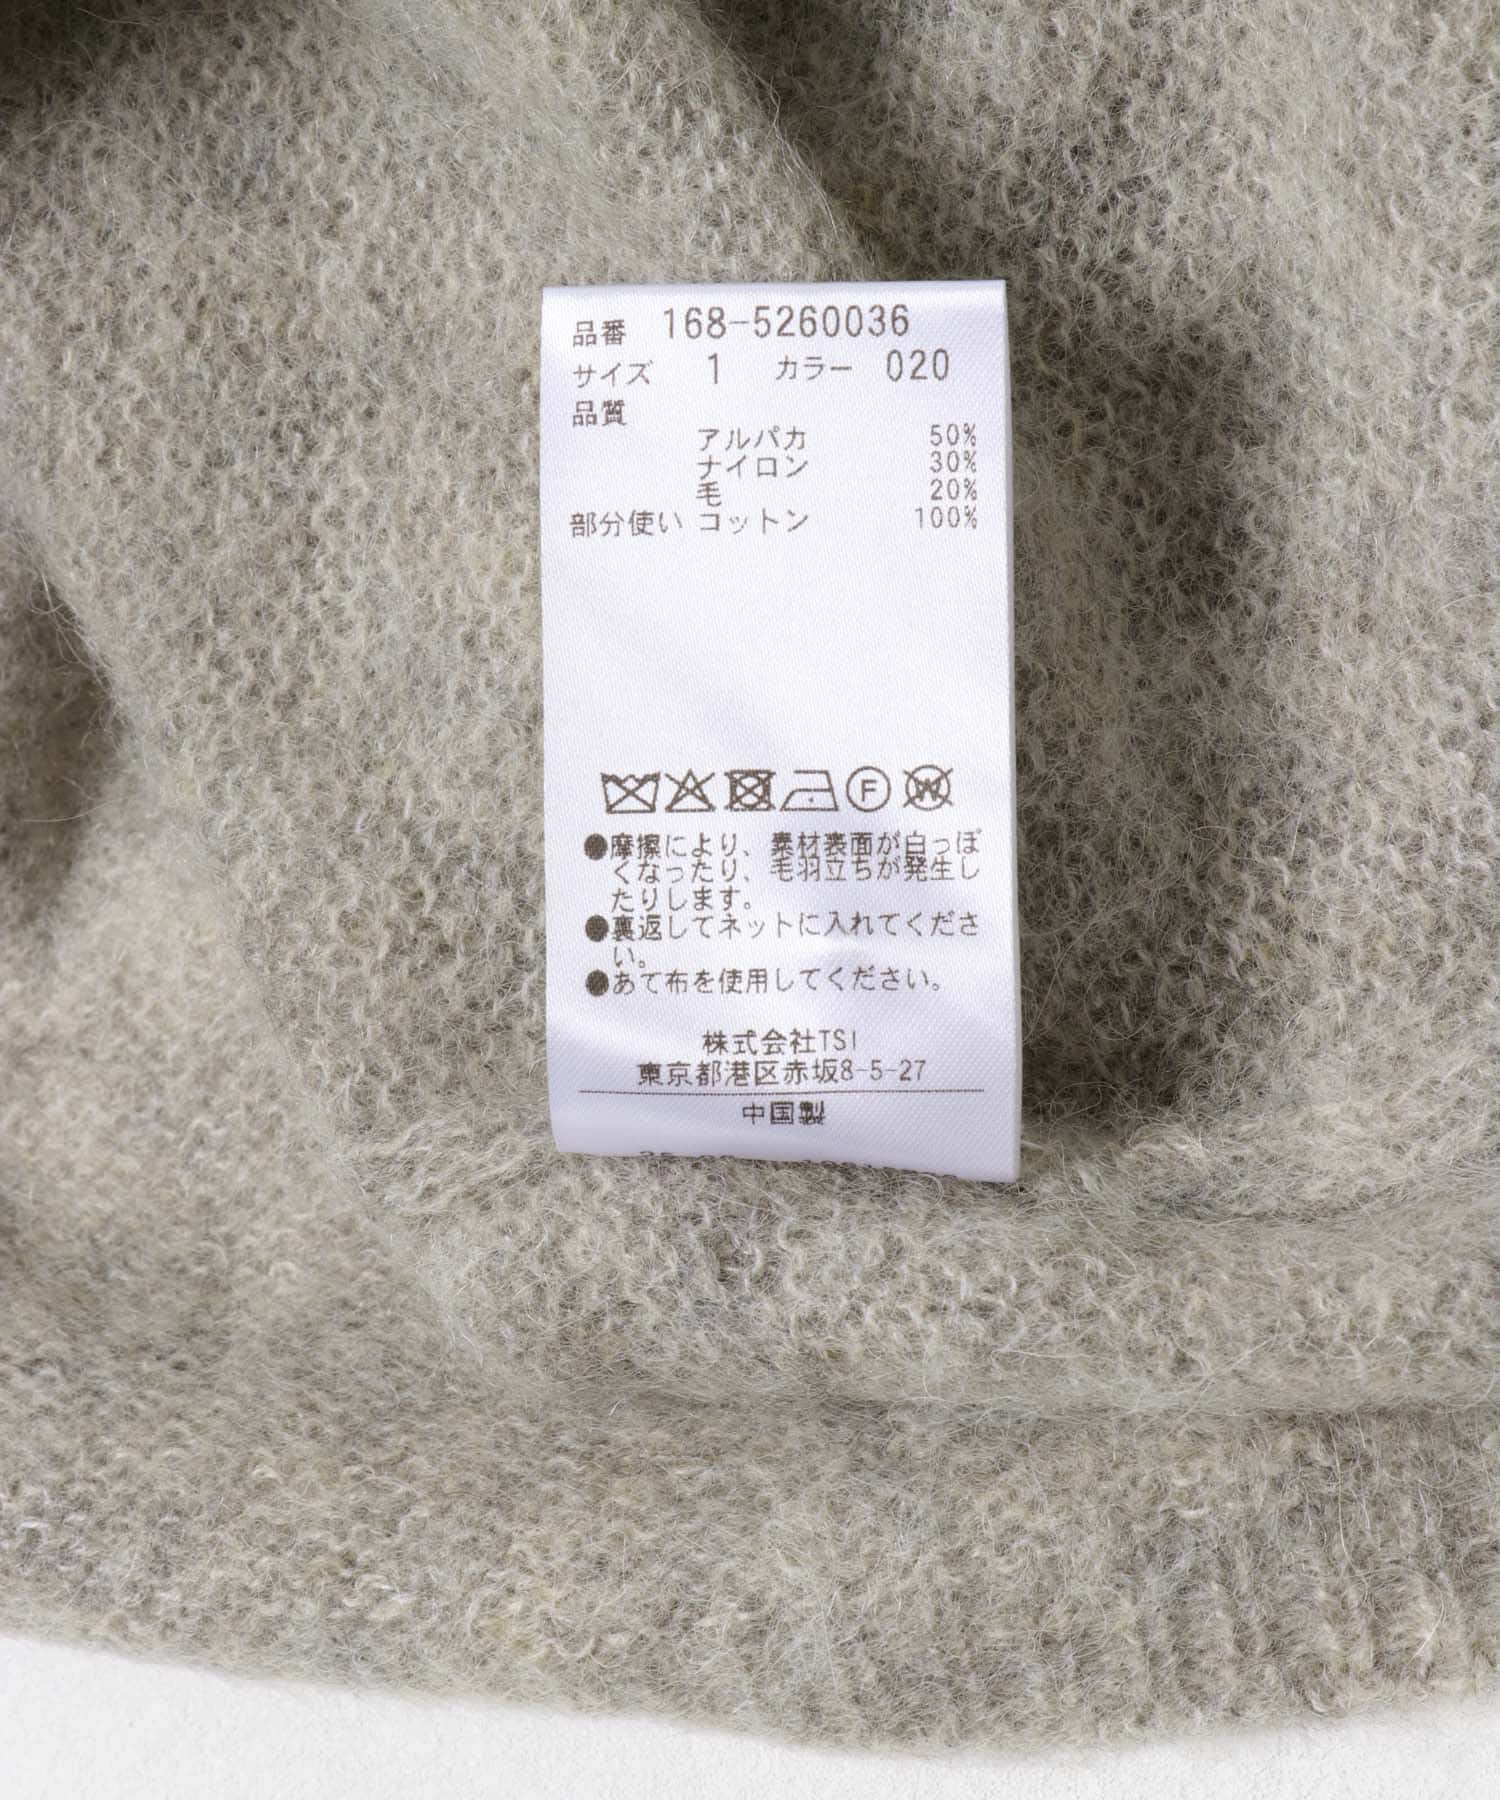 品番 168-5260036
サイズ 1 カラー 020
品質
アルパカ 50%
ナイロン 30%
毛 20%
部分使い コットン 100%
F W
●摩擦により、素材表面が白っぽ
くなったり、毛羽立ちが発生し
たりします。
●裏返してネットに入れてくださ
い。
●あて布を使用してください。
株式会社TSI
東京都港区赤坂8-5-27
中国製